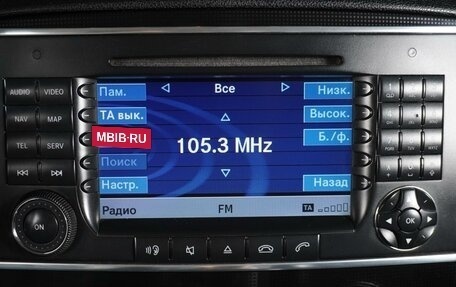 Пам. Все Низк.
AUDIO VIDEO
TA вык. Высок.
NAV MAP
MBIB-RU Б./ф.
105.3 MHz
TEL SERV
Поиск
Настр. Назад
ON
Радио FM TA
OK